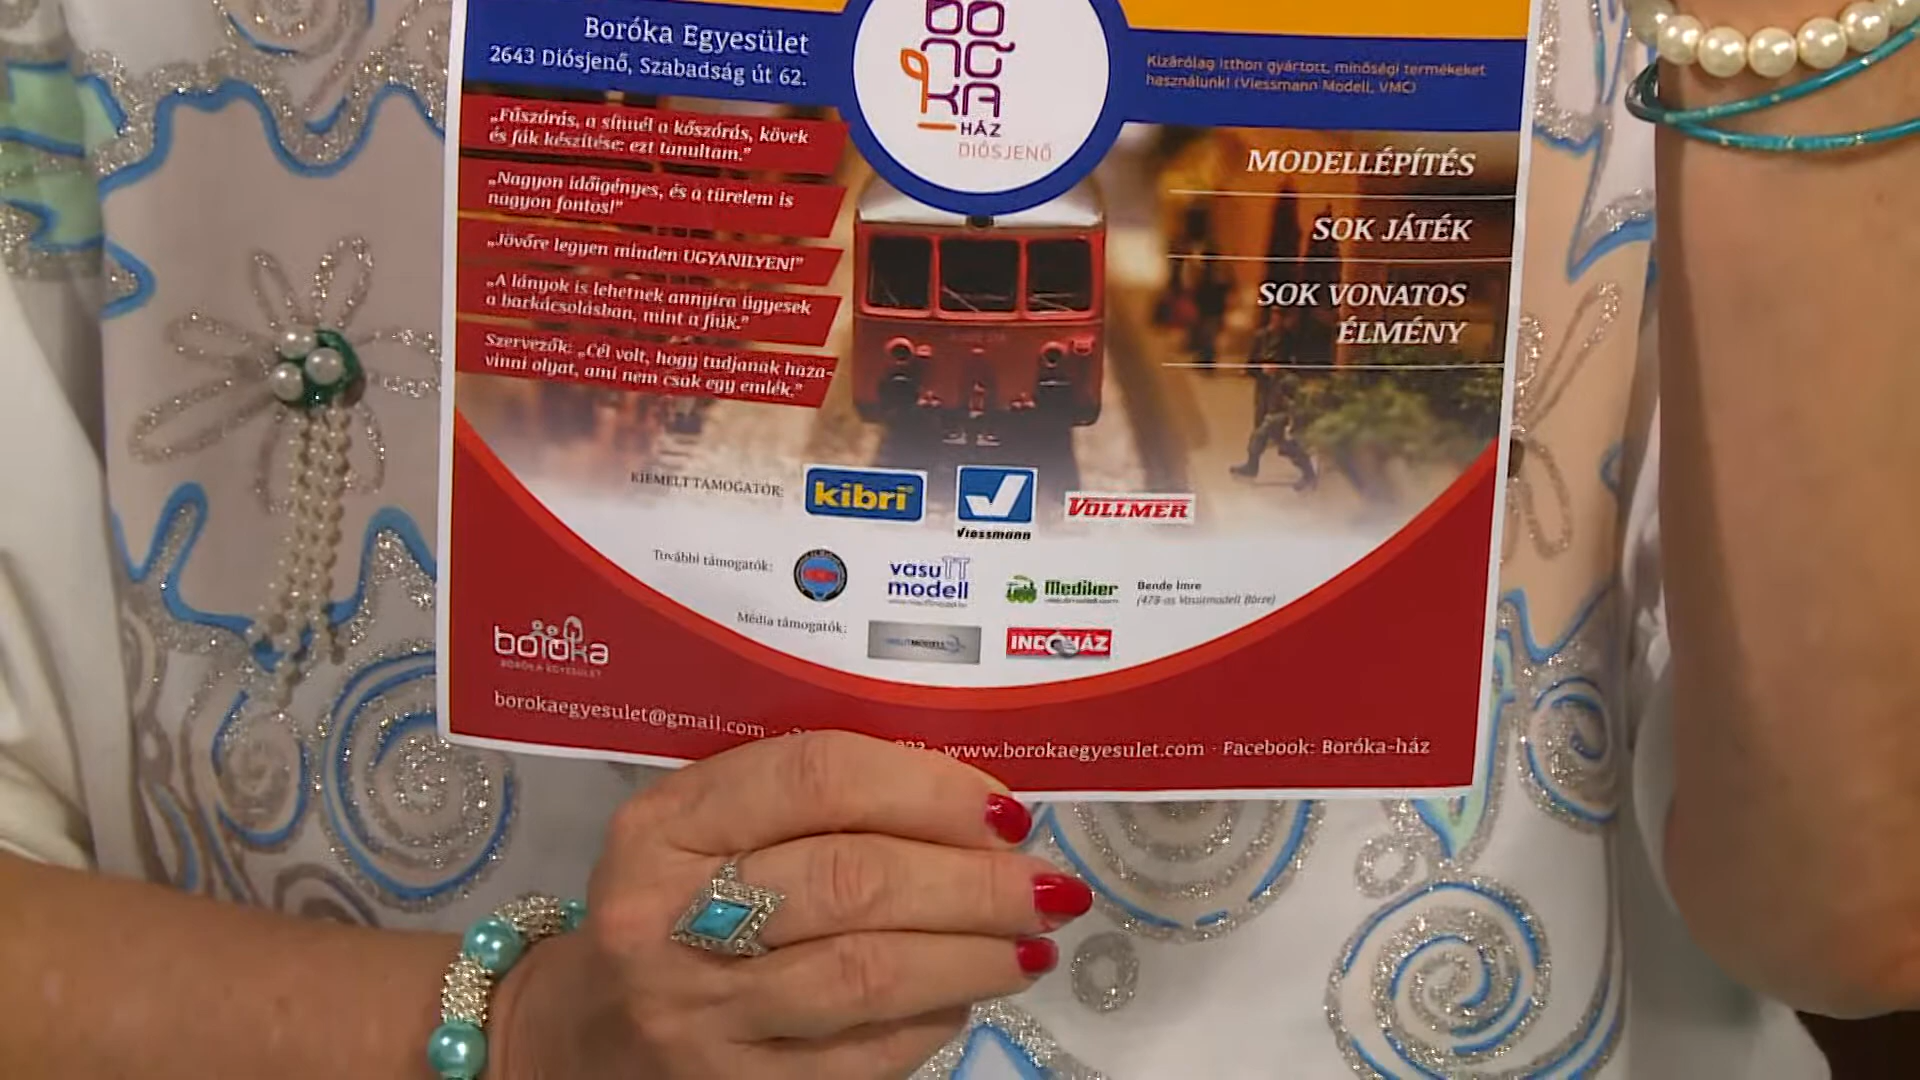 Boróka Egyesület
2643 Diósjenő, Szabadság út 62.
HÁZ
DIÓSJENŐ
Kizárólag itthon gyártott, minőségi termékeket
használunk! (Viessmann Modell, VMC)
„Fűszórás, a sínnél a kőszórás, kövek
és fák készítése: ezt tanultam.”
„Nagyon időigényes, és a türelem is
nagyon fontos!”
„Jövőre legyen minden UGYANILYEN!”
„A lányok is lehetnek annyira ügyesek
a barkácsolásban, mint a fiúk.”
Szervezők: „Cél volt, hogy tudjanak haza-
vinni olyat, ami nem csak egy emlék.”
MODELLÉPÍTÉS
SOK JÁTÉK
SOK VONATOS
ÉLMÉNY
KIEMELT TÁMOGATÓK:
kibri
Viessmann
VOLLMER
További támogatók:
vasuTT
modell
Mediker
Bende Imre
(479-as Vasútmodell Börze)
Média támogatók:
INDÓHÁZ
boróka
BORÓKA EGYESÜLET
borokaegyesulet@gmail.com · www.borokaegyesulet.com · Facebook: Boróka-ház